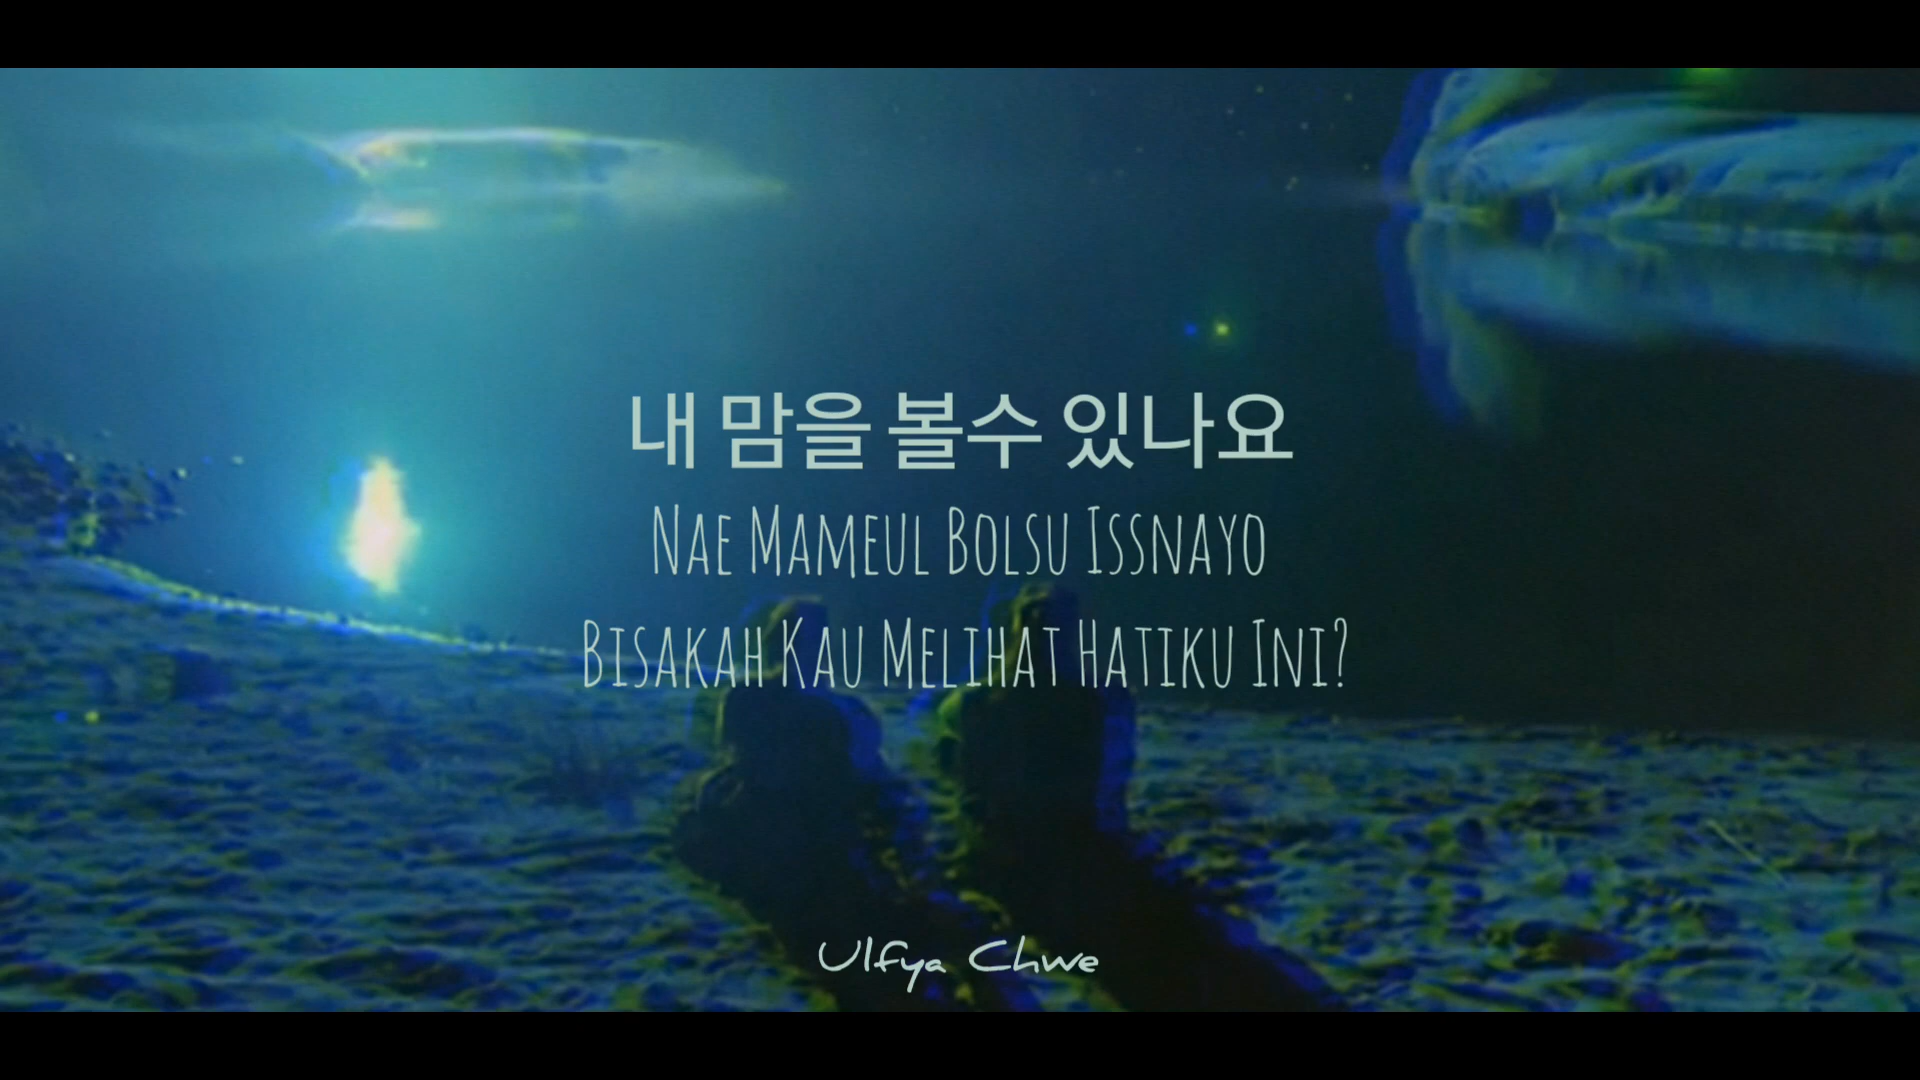 내 맘을 볼수 있나요
Nae Mameul Bolsu Issnayo
Bisakah Kau Melihat Hatiku Ini?
Ulfya Chwe